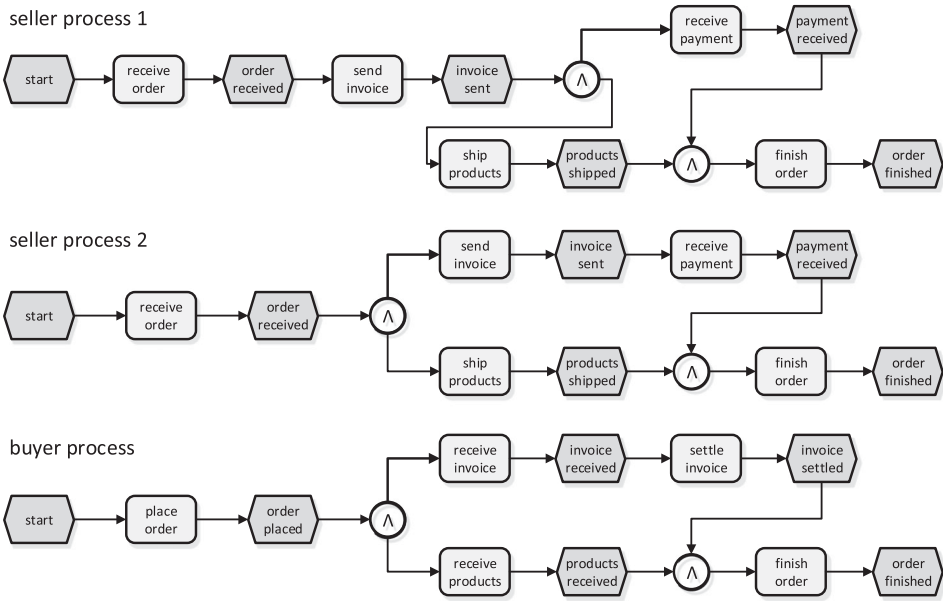 seller process 1
receive
payment
payment
received
start
receive
order
order
received
send
invoice
invoice
sent
Λ
ship
products
products
shipped
Λ
finish
order
order
finished
seller process 2
send
invoice
invoice
sent
receive
payment
payment
received
start
receive
order
order
received
Λ
ship
products
products
shipped
Λ
finish
order
order
finished
buyer process
receive
invoice
invoice
received
settle
invoice
invoice
settled
start
place
order
order
placed
Λ
receive
products
products
received
Λ
finish
order
order
finished